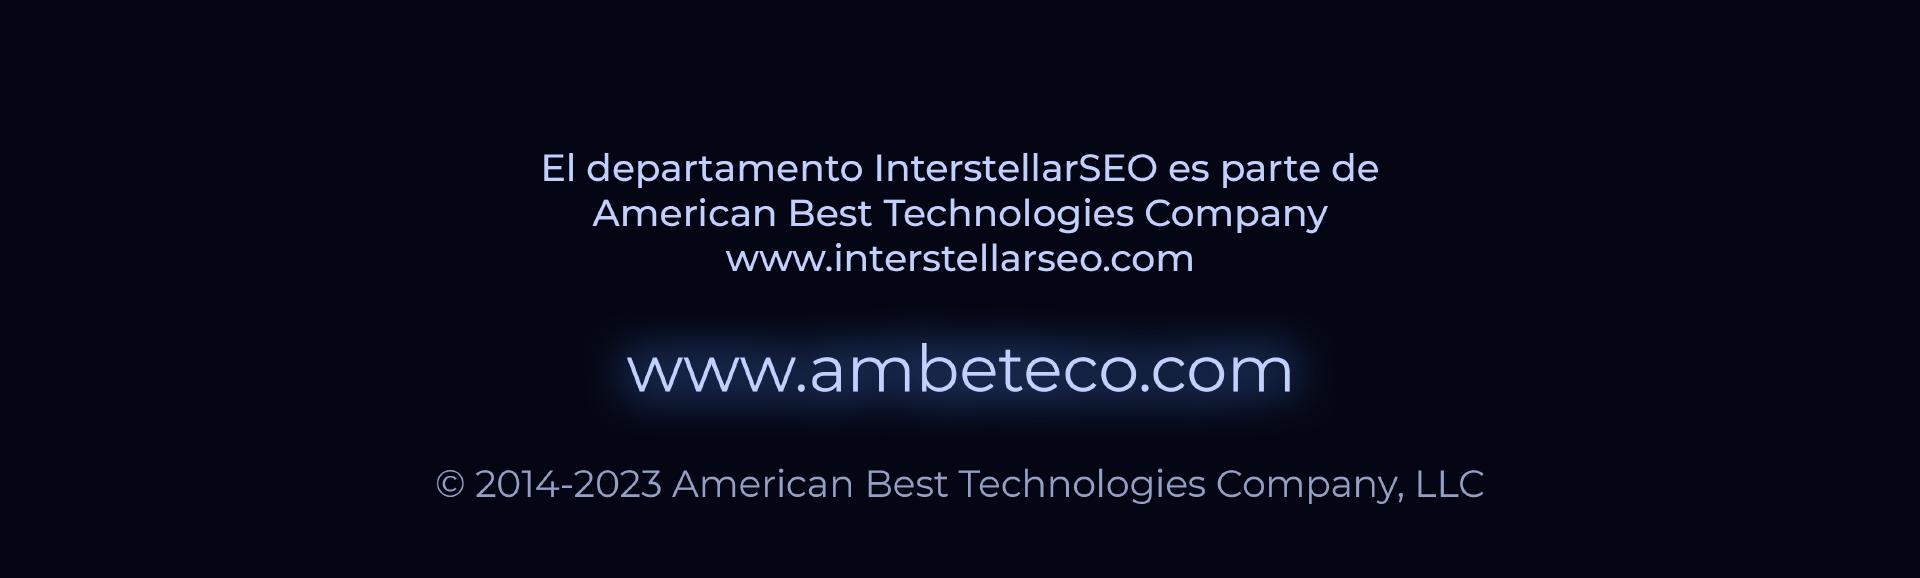 El departamento InterstellarSEO es parte de
American Best Technologies Company
www.interstellarseo.com
www.ambeteco.com
© 2014-2023 American Best Technologies Company, LLC